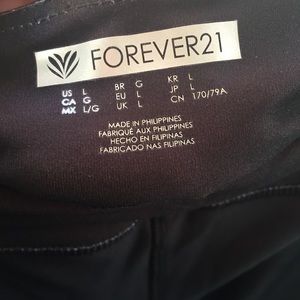 FOREVER21
US L BR G KR L
CA G EU L JP L
MX L/G UK L CN 170/79A
MADE IN PHILIPPINES
FABRIQUÉ AUX PHILIPPINES
HECHO EN FILIPINAS
FABRICADO NAS FILIPINAS